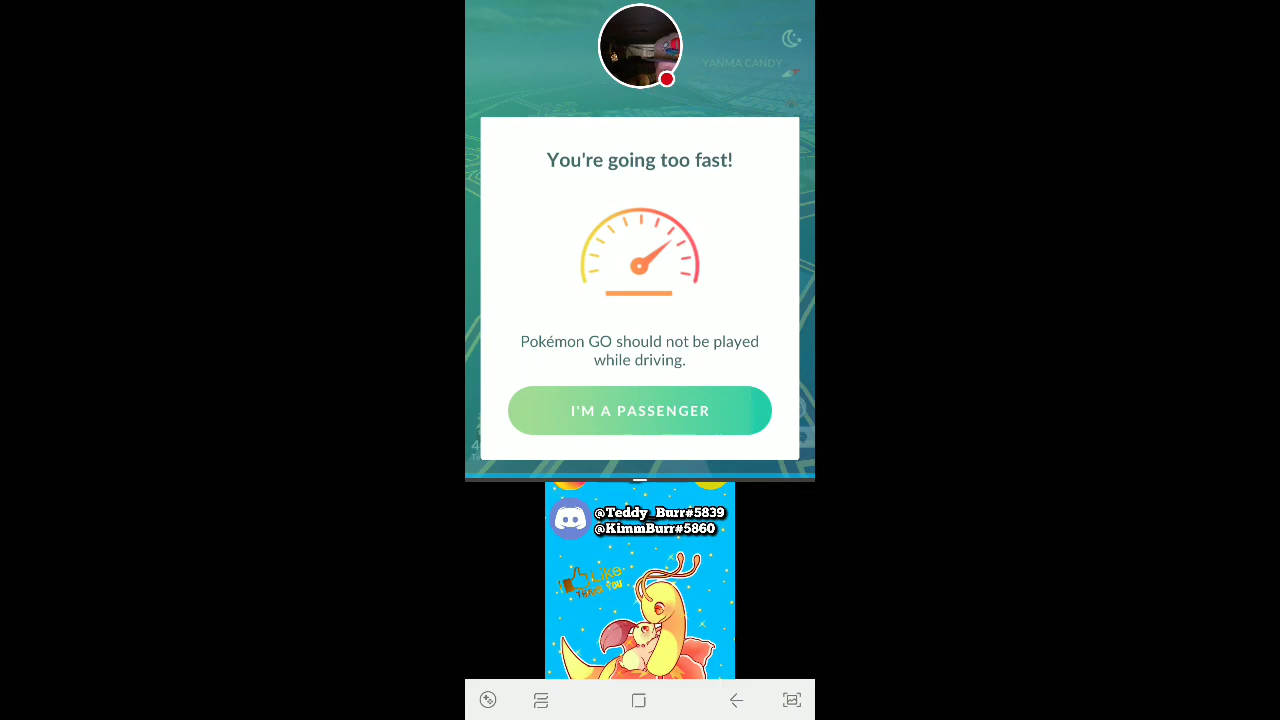 YANMA CANDY
You're going too fast!
Pokémon GO should not be played
while driving.
I'M A PASSENGER
@Teddy_Burr#5839
@KimmBurr#5860
Like
THANK YOU